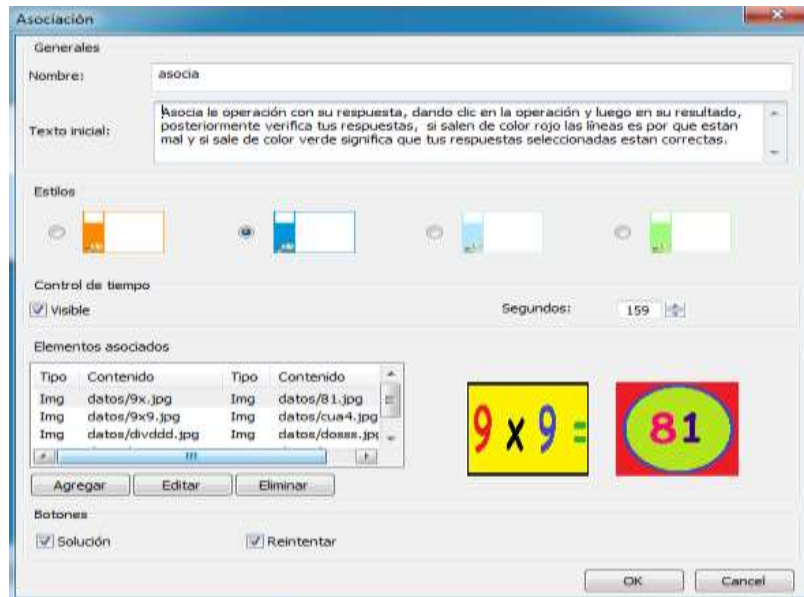 Asociación
Generales
Nombre: asocia
Texto inicial:
Asocia le operación con su respuesta, dando clic en la operación y luego en su resultado,
posteriormente verifica tus respuestas, si salen de color rojo las líneas es por que estan
mal y si sale de color verde significa que tus respuestas seleccionadas estan correctas.
Estilos
Control de tiempo
Visible Segundos: 159
Elementos asociados
Tipo Contenido Tipo Contenido
Img datos/9x.jpg Img datos/81.jpg
Img datos/9x9.jpg Img datos/cua4.jpg
Img datos/divddd.jpg Img datos/dosss.jpg
9 x 9 = 81
Agregar Editar Eliminar
Botones
Solución Reintentar
OK Cancel